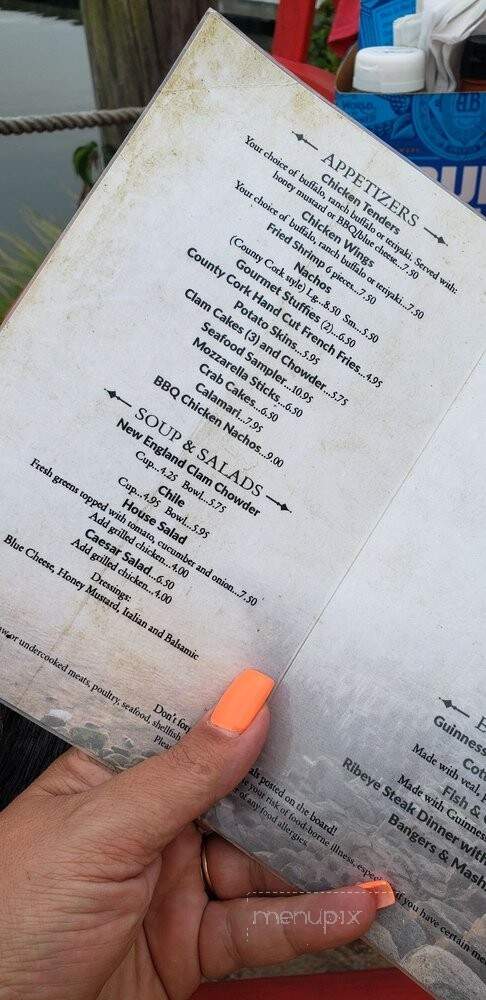 APPETIZERS
Chicken Tenders
Your choice of buffalo, ranch buffalo or teriyaki. Served with:
honey mustard or BBQ/blue cheese...7.50
Chicken Wings
Your choice of buffalo, ranch buffalo or teriyaki...7.50
Fried Shrimp 6 pieces...7.50
Nachos
(County Cork style) Lg...8.50 Sm...5.50
Gourmet Stuffies (2)...6.50
County Cork Hand Cut French Fries...4.95
Potato Skins...5.95
Clam Cakes (3) and Chowder...5.75
Seafood Sampler...10.95
Mozzarella Sticks...6.50
Crab Cakes...6.50
Calamari...7.95
BBQ Chicken Nachos...9.00
SOUP & SALADS
New England Clam Chowder
Cup...4.25 Bowl...5.75
Chile
Cup...4.95 Bowl...5.95
House Salad
Fresh greens topped with tomato, cucumber and onion...7.50
Add grilled chicken...4.00
Caesar Salad...6.50
Add grilled chicken...4.00
Dressings:
Blue Cheese, Honey Mustard, Italian and Balsamic
Don't
posted on the board!
or undercooked meats, poultry, seafood, shellfish
your risk of food-borne illness, if you have certain
of any food allergies.
Guinness
Made with veal,
Made with Guinness
Fish &
Ribeye Steak Dinner with
Bangers & Mash
menupix